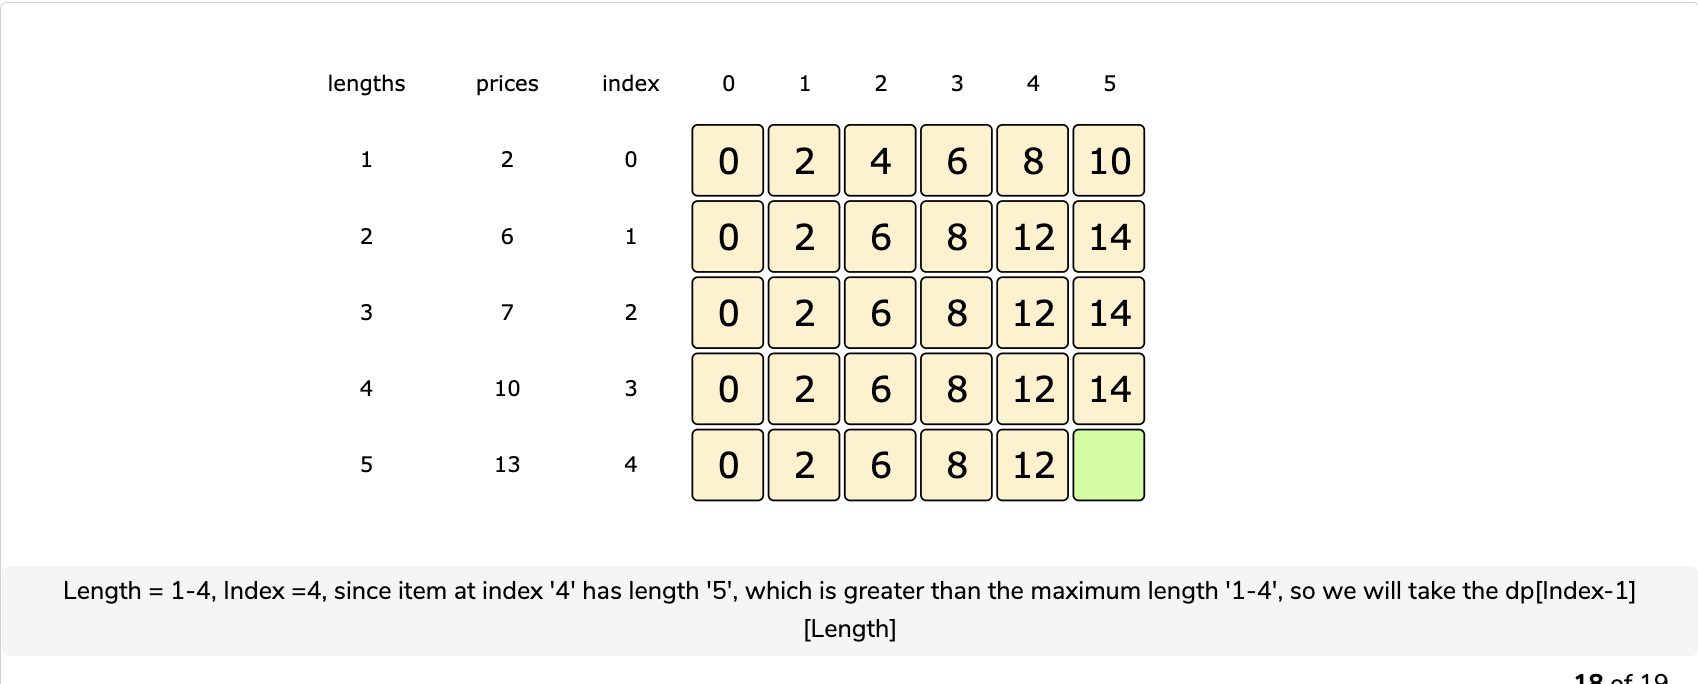 lengths prices index 0 1 2 3 4 5
1 2 0 0 2 4 6 8 10
2 6 1 0 2 6 8 12 14
3 7 2 0 2 6 8 12 14
4 10 3 0 2 6 8 12 14
5 13 4 0 2 6 8 12
Length = 1-4, Index =4, since item at index '4' has length '5', which is greater than the maximum length '1-4', so we will take the dp[Index-1]
[Length]
18 of 19